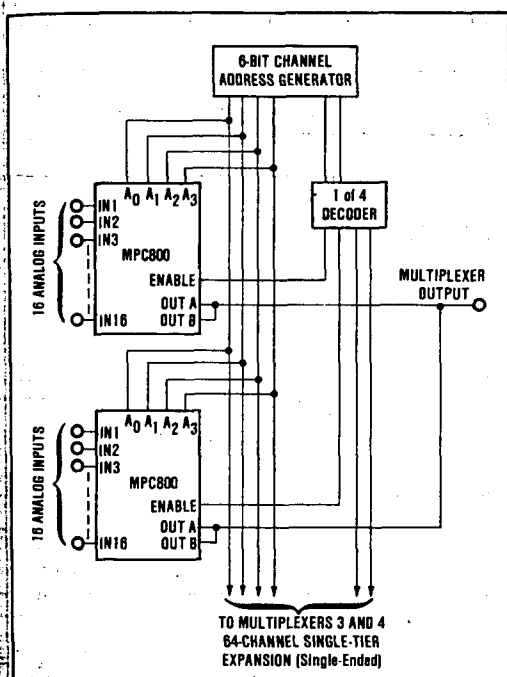 6-BIT CHANNEL
ADDRESS GENERATOR
1 of 4
DECODER
A0 A1 A2 A3
16 ANALOG INPUTS
IN1
IN2
IN3
IN16
MPC800
ENABLE
OUT A
OUT B
MULTIPLEXER
OUTPUT
A0 A1 A2 A3
16 ANALOG INPUTS
IN1
IN2
IN3
IN16
MPC800
ENABLE
OUT A
OUT B
TO MULTIPLEXERS 3 AND 4
64-CHANNEL SINGLE-TIER
EXPANSION (Single-Ended)